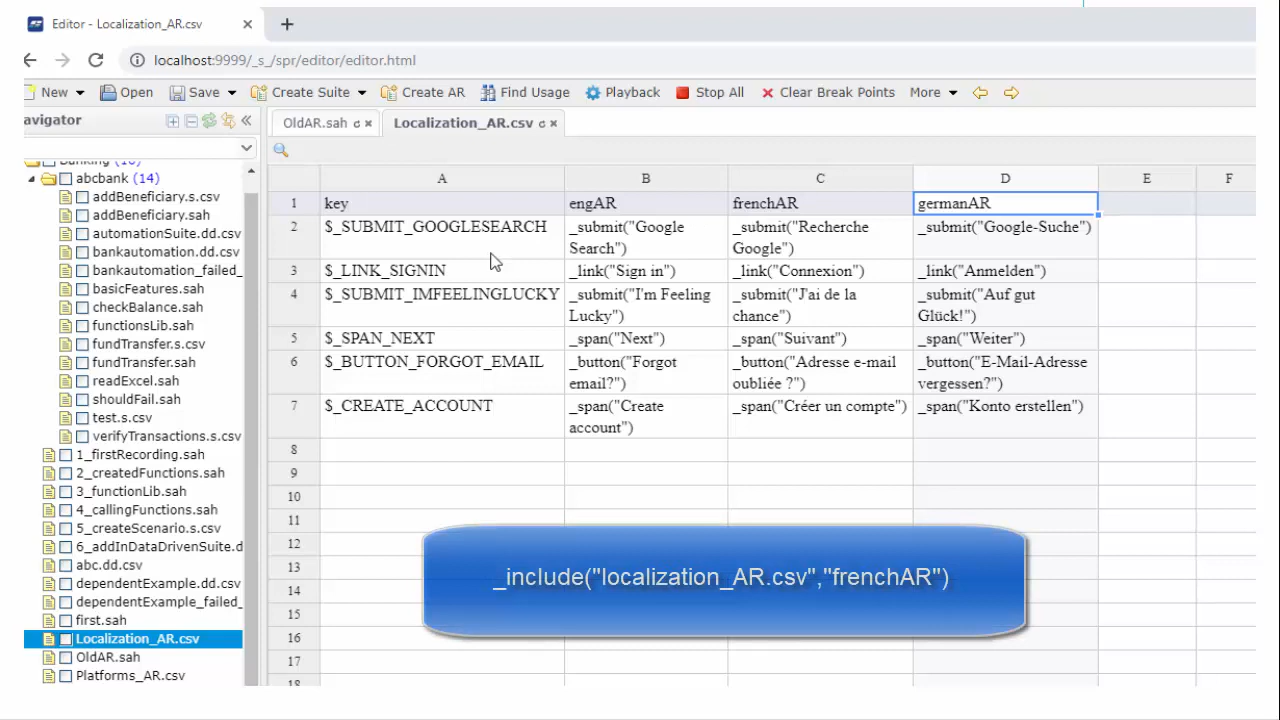 Editor - Localization_AR.csv
localhost:9999/_s_/spr/editor/editor.html
New Open Save Create Suite Create AR Find Usage Playback Stop All Clear Break Points More
avigator
OldAR.sah
Localization_AR.csv
Banking (16)
abcbank (14)
addBeneficiary.s.csv
addBeneficiary.sah
automationSuite.dd.csv
bankautomation.dd.csv
bankautomation_failed_
basicFeatures.sah
checkBalance.sah
functionsLib.sah
fundTransfer.s.csv
fundTransfer.sah
readExcel.sah
shouldFail.sah
test.s.csv
verifyTransactions.s.csv
1_firstRecording.sah
2_createdFunctions.sah
3_functionLib.sah
4_callingFunctions.sah
5_createScenario.s.csv
6_addInDataDrivenSuite.d
abc.dd.csv
dependentExample.dd.csv
dependentExample_failed_
first.sah
Localization_AR.csv
OldAR.sah
Platforms_AR.csv
A B C D E F
1 key engAR frenchAR germanAR
2 $_SUBMIT_GOOGLESEARCH _submit("Google _submit("Recherche _submit("Google-Suche")
Search") Google")
3 $_LINK_SIGNIN _link("Sign in") _link("Connexion") _link("Anmelden")
4 $_SUBMIT_IMFEELINGLUCKY _submit("I'm Feeling _submit("J'ai de la _submit("Auf gut
Lucky") chance") Glück!")
5 $_SPAN_NEXT _span("Next") _span("Suivant") _span("Weiter")
6 $_BUTTON_FORGOT_EMAIL _button("Forgot _button("Adresse e-mail _button("E-Mail-Adresse
email?") oubliée ?") vergessen?")
7 $_CREATE_ACCOUNT _span("Create _span("Créer un compte") _span("Konto erstellen")
account")
8
9
10
11
12
13
14
15
16
17
18
_include("localization_AR.csv","frenchAR")